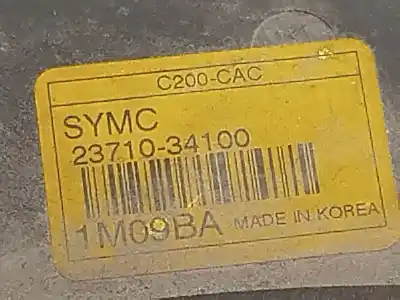 C200-CAC
SYMC
23710-34100
1M09BA MADE IN KOREA